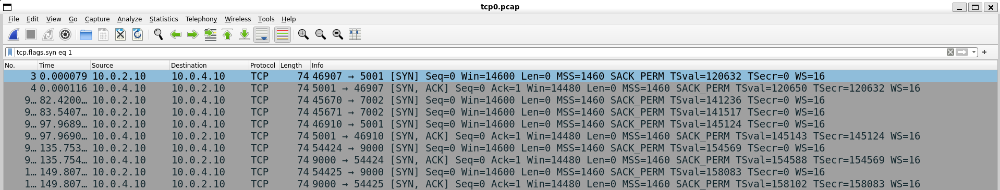 tcp0.pcap
File Edit View Go Capture Analyze Statistics Telephony Wireless Tools Help
tcp.flags.syn eq 1
No. Time Source Destination Protocol Length Info
3 0.000079 10.0.2.10 10.0.4.10 TCP 74 46907 → 5001 [SYN] Seq=0 Win=14600 Len=0 MSS=1460 SACK_PERM TSval=120632 TSecr=0 WS=16
4 0.000116 10.0.4.10 10.0.2.10 TCP 74 5001 → 46907 [SYN, ACK] Seq=0 Ack=1 Win=14480 Len=0 MSS=1460 SACK_PERM TSval=120650 TSecr=120632 WS=16
9… 82.4200… 10.0.2.10 10.0.4.10 TCP 74 45670 → 7002 [SYN] Seq=0 Win=14600 Len=0 MSS=1460 SACK_PERM TSval=141236 TSecr=0 WS=16
9… 83.5407… 10.0.2.10 10.0.4.10 TCP 74 45671 → 7002 [SYN] Seq=0 Win=14600 Len=0 MSS=1460 SACK_PERM TSval=141517 TSecr=0 WS=16
9… 97.9689… 10.0.2.10 10.0.4.10 TCP 74 46910 → 5001 [SYN] Seq=0 Win=14600 Len=0 MSS=1460 SACK_PERM TSval=145124 TSecr=0 WS=16
9… 97.9690… 10.0.4.10 10.0.2.10 TCP 74 5001 → 46910 [SYN, ACK] Seq=0 Ack=1 Win=14480 Len=0 MSS=1460 SACK_PERM TSval=145143 TSecr=145124 WS=16
9… 135.753… 10.0.2.10 10.0.4.10 TCP 74 54424 → 9000 [SYN] Seq=0 Win=14600 Len=0 MSS=1460 SACK_PERM TSval=154569 TSecr=0 WS=16
9… 135.754… 10.0.4.10 10.0.2.10 TCP 74 9000 → 54424 [SYN, ACK] Seq=0 Ack=1 Win=14480 Len=0 MSS=1460 SACK_PERM TSval=154588 TSecr=154569 WS=16
1… 149.807… 10.0.2.10 10.0.4.10 TCP 74 54425 → 9000 [SYN] Seq=0 Win=14600 Len=0 MSS=1460 SACK_PERM TSval=158083 TSecr=0 WS=16
1… 149.807… 10.0.4.10 10.0.2.10 TCP 74 9000 → 54425 [SYN, ACK] Seq=0 Ack=1 Win=14480 Len=0 MSS=1460 SACK_PERM TSval=158102 TSecr=158083 WS=16